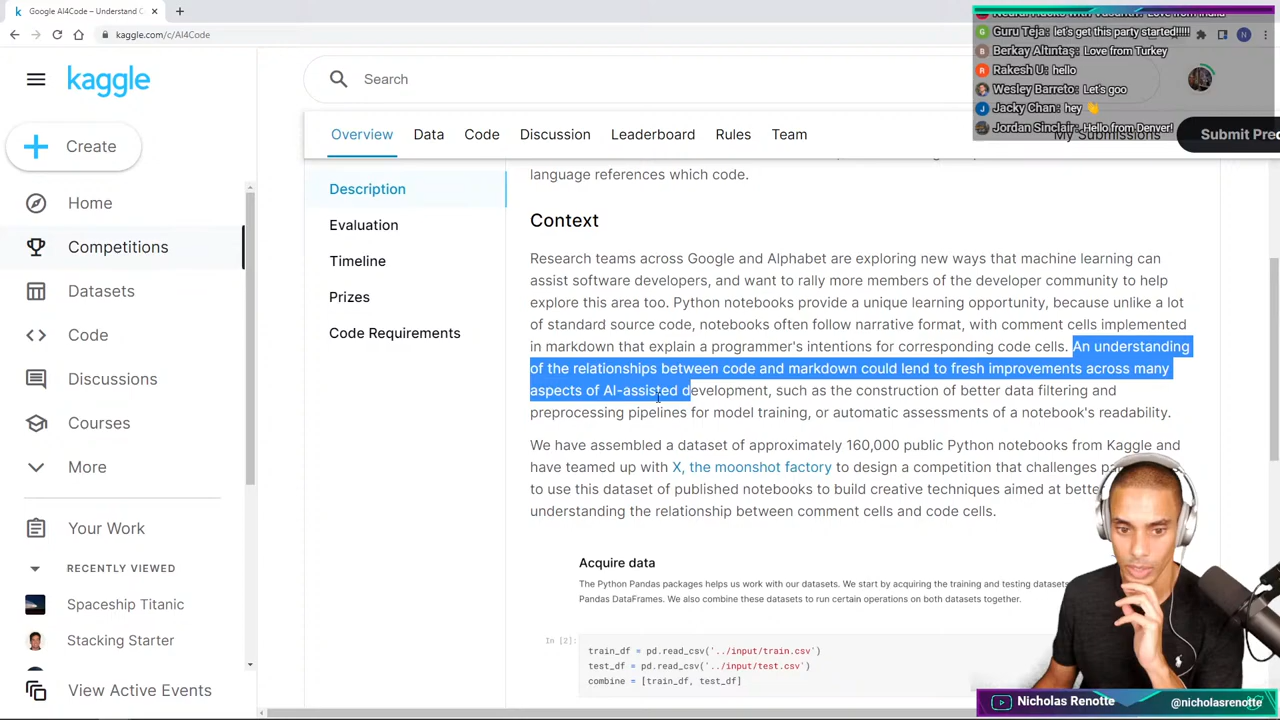 Google AI4Code – Understand C
kaggle.com/c/AI4Code
N
Guru Teja: let's get this party started!!!!!
Berkay Altıntaş: Love from Turkey
Rakesh U: hello
Wesley Barreto: Let's goo
Jacky Chan: hey 👋
Jordan Sinclair: Hello from Denver!
kaggle
Search
Create
Home
Competitions
Datasets
Code
Discussions
Courses
More
Your Work
RECENTLY VIEWED
Spaceship Titanic
Stacking Starter
View Active Events
Overview
Data
Code
Discussion
Leaderboard
Rules
Team
My Submissions
Submit Pred
Description
Evaluation
Timeline
Prizes
Code Requirements
language references which code.
Context
Research teams across Google and Alphabet are exploring new ways that machine learning can
assist software developers, and want to rally more members of the developer community to help
explore this area too. Python notebooks provide a unique learning opportunity, because unlike a lot
of standard source code, notebooks often follow narrative format, with comment cells implemented
in markdown that explain a programmer's intentions for corresponding code cells. An understanding
of the relationships between code and markdown could lend to fresh improvements across many
aspects of AI-assisted development, such as the construction of better data filtering and
preprocessing pipelines for model training, or automatic assessments of a notebook's readability.
We have assembled a dataset of approximately 160,000 public Python notebooks from Kaggle and
have teamed up with X, the moonshot factory to design a competition that challenges
to use this dataset of published notebooks to build creative techniques aimed at
understanding the relationship between comment cells and code cells.
Acquire data
The Python Pandas packages helps us work with our datasets. We start by acquiring the training and testing datasets
Pandas DataFrames. We also combine these datasets to run certain operations on both datasets together.
In [2]:
train_df = pd.read_csv('../input/train.csv')
test_df = pd.read_csv('../input/test.csv')
combine = [train_df, test_df]
Nicholas Renotte
@nicholasrenotte